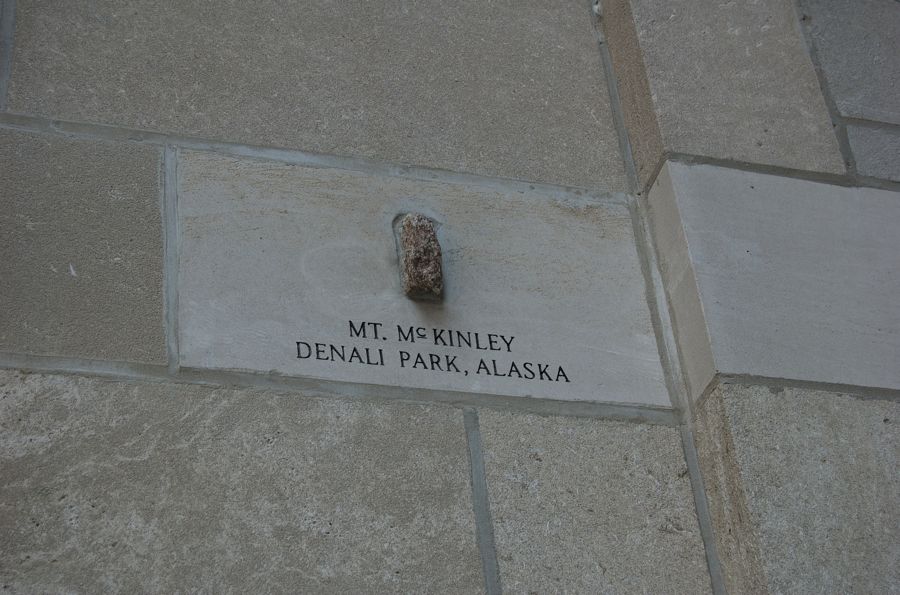 MT. McKINLEY
DENALI PARK, ALASKA